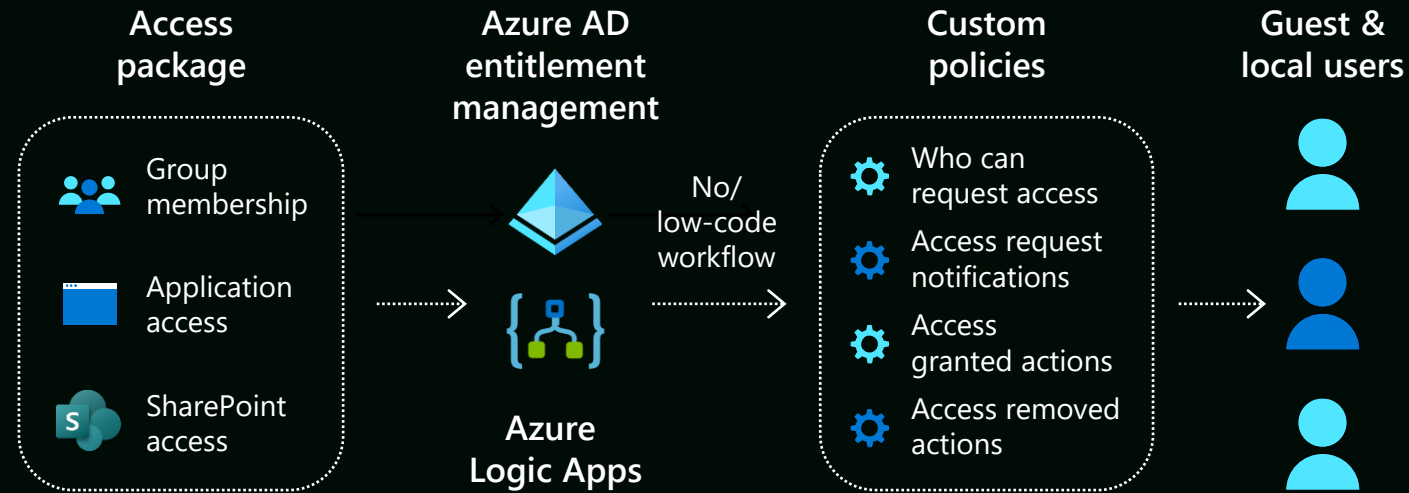 Access
package
Group
membership
Application
access
S
SharePoint
access
Azure AD
entitlement
management
Azure
Logic Apps
No/
low-code
workflow
Custom
policies
Who can
request access
Access request
notifications
Access
granted actions
Access removed
actions
Guest &
local users